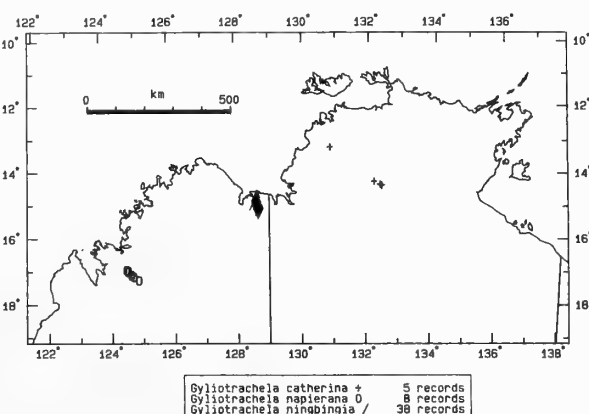 122° 124° 126° 128° 130° 132° 134° 136° 138°
10° 10°
km
0 500
12° 12°
14° 14°
16° 16°
18° 18°
122° 124° 126° 128° 130° 132° 134° 136° 138°
Gyliotrachela catherina + 5 records
Gyliotrachela napierana O 8 records
Gyliotrachela ningbingia / 38 records